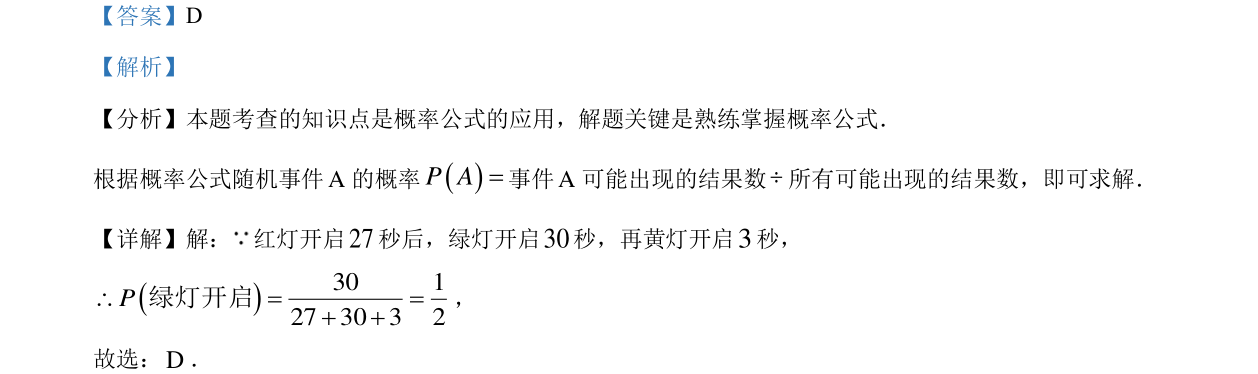 【答案】D
【解析】
【分析】本题考查的知识点是概率公式的应用，解题关键是熟练掌握概率公式．
根据概率公式随机事件 A 的概率 P(A)=事件 A 可能出现的结果数÷所有可能出现的结果数，即可求解．
【详解】解：∵红灯开启27秒后，绿灯开启30秒，再黄灯开启3秒，
∴P(绿灯开启)=30/(27+30+3)=1/2，
故选：D．